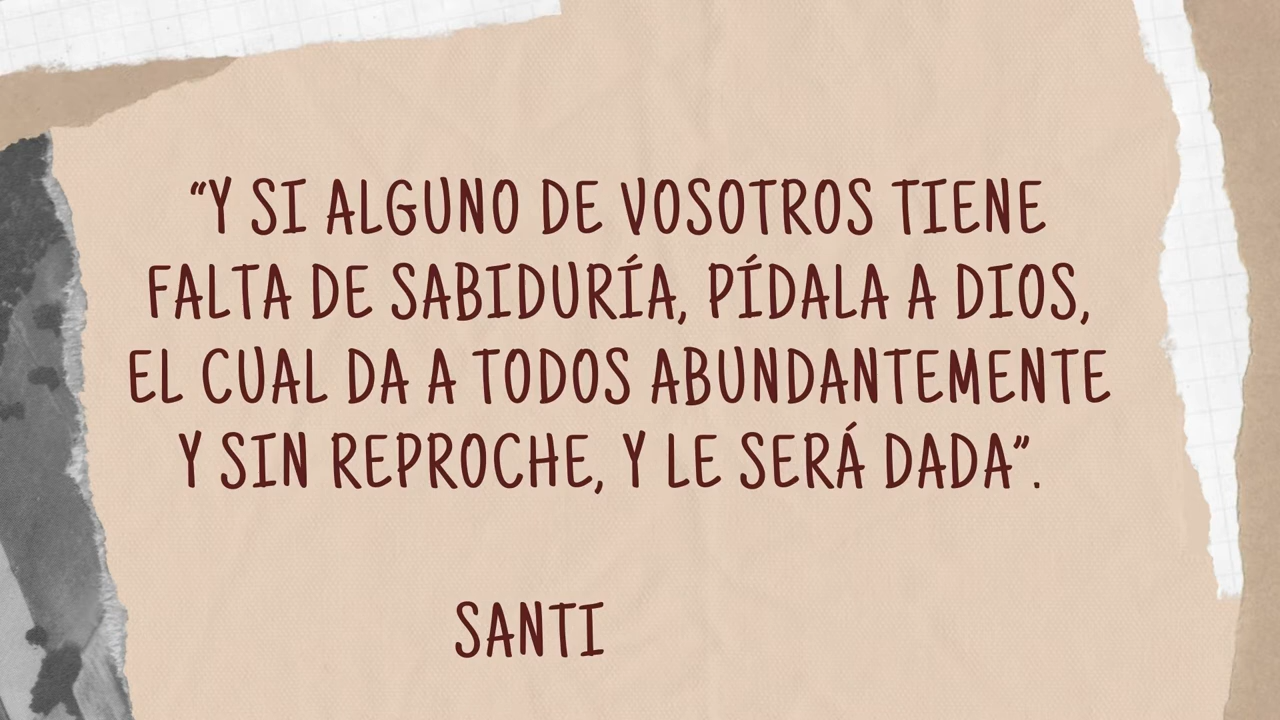 “Y SI ALGUNO DE VOSOTROS TIENE
FALTA DE SABIDURÍA, PÍDALA A DIOS,
EL CUAL DA A TODOS ABUNDANTEMENTE
Y SIN REPROCHE, Y LE SERÁ DADA”.
SANTI